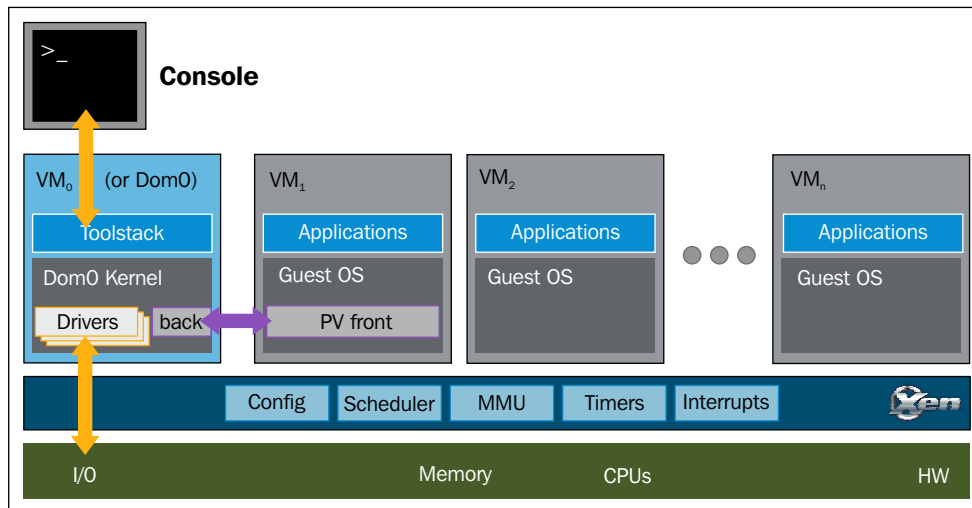 >_
Console
VM₀ (or Dom0)
VM₁
VM₂
VMₙ
Toolstack
Applications
Applications
Applications
Dom0 Kernel
Guest OS
Guest OS
Guest OS
Drivers
back
PV front
Config
Scheduler
MMU
Timers
Interrupts
Xen
I/O
Memory
CPUs
HW